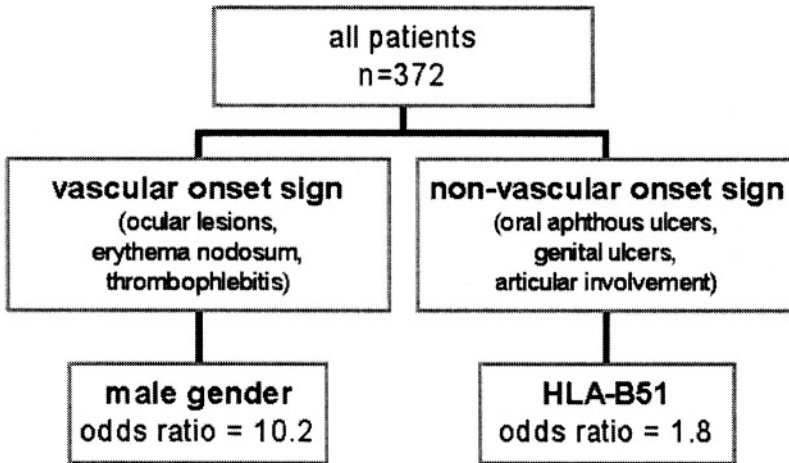 all patients
n=372
vascular onset sign
(ocular lesions,
erythema nodosum,
thrombophlebitis)
non-vascular onset sign
(oral aphthous ulcers,
genital ulcers,
articular involvement)
male gender
odds ratio = 10.2
HLA-B51
odds ratio = 1.8